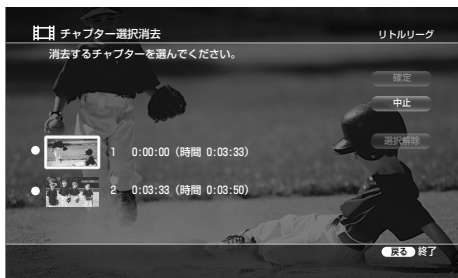 チャプター選択消去
リトルリーグ
消去するチャプターを選んでください。
確定
中止
選択解除
1 0:00:00（時間 0:03:33）
2 0:03:33（時間 0:03:50）
戻る 終了